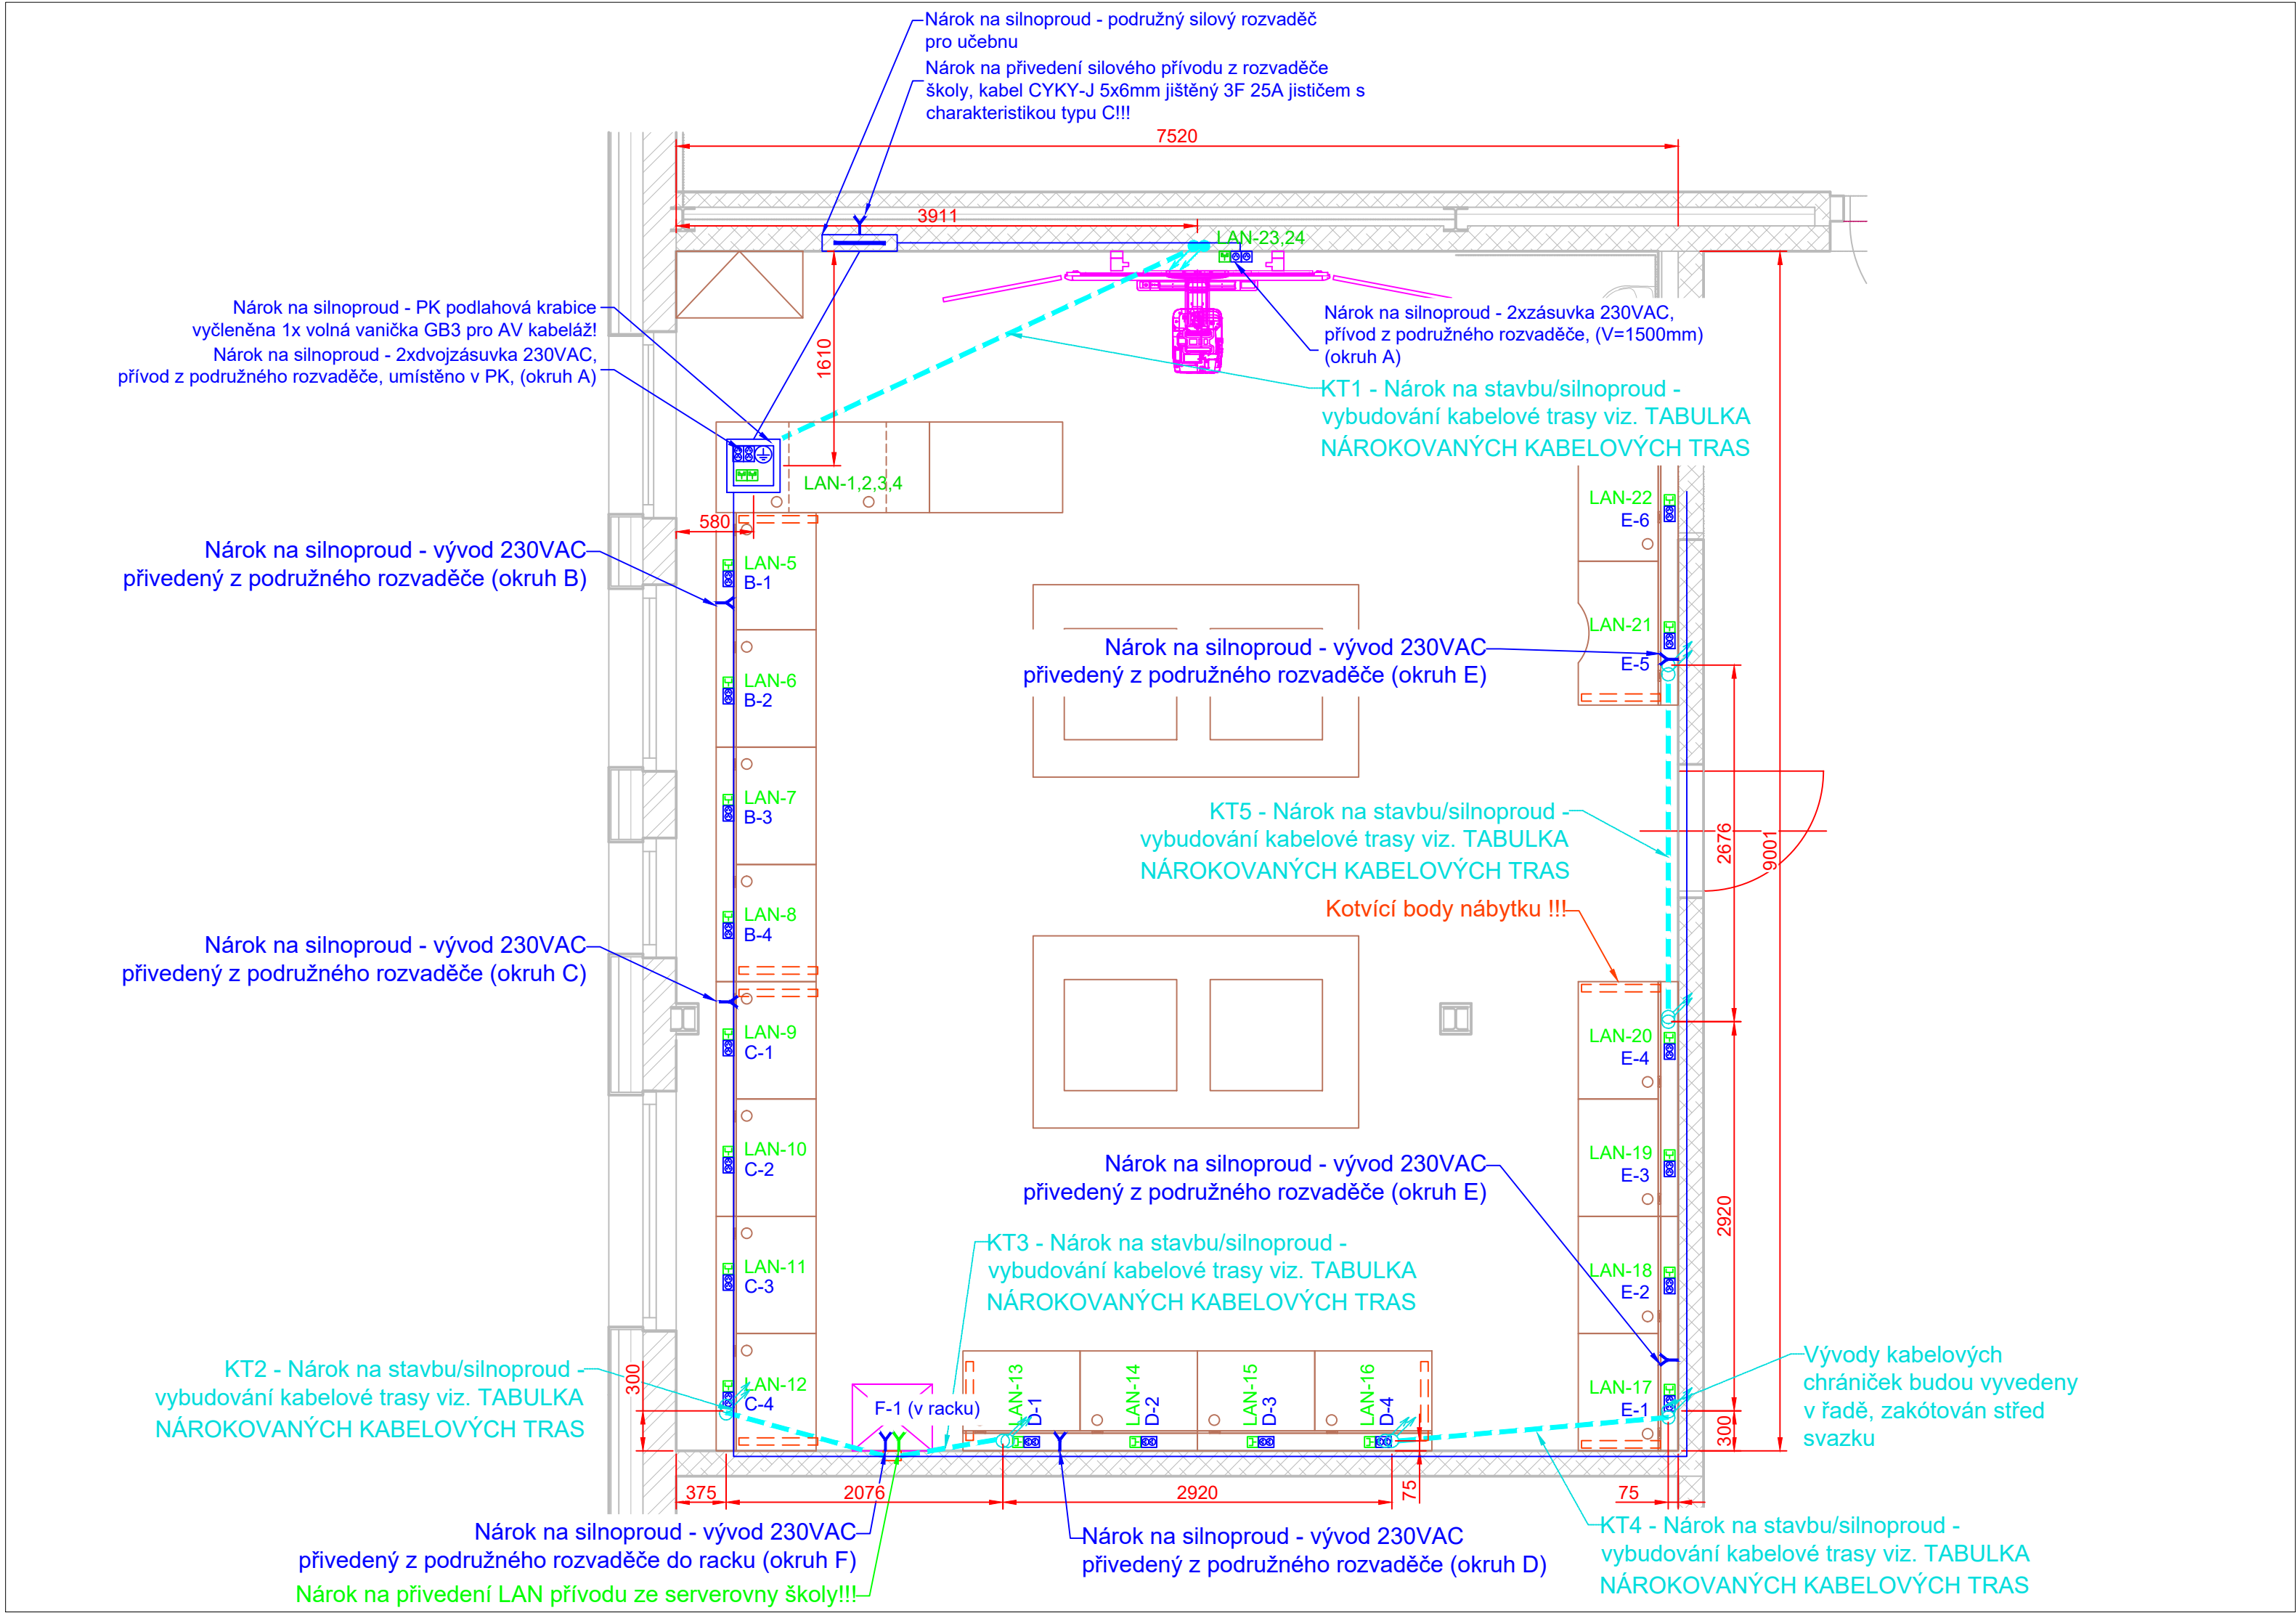 Nárok na silnoproud - podružný silový rozvaděč
pro učebnu
Nárok na přivedení silového přívodu z rozvaděče
školy, kabel CYKY-J 5x6mm jištěný 3F 25A jističem s
charakteristikou typu C!!!
7520
3911
LAN-23,24
Nárok na silnoproud - PK podlahová krabice
vyčleněna 1x volná vanička GB3 pro AV kabeláž!
Nárok na silnoproud - 2xdvojzásuvka 230VAC,
přívod z podružného rozvaděče, umístěno v PK, (okruh A)
1610
Nárok na silnoproud - 2xzásuvka 230VAC,
přívod z podružného rozvaděče, (V=1500mm)
(okruh A)
KT1 - Nárok na stavbu/silnoproud -
vybudování kabelové trasy viz. TABULKA
NÁROKOVANÝCH KABELOVÝCH TRAS
LAN-1,2,3,4
580
LAN-22
E-6
Nárok na silnoproud - vývod 230VAC
přivedený z podružného rozvaděče (okruh B)
LAN-5
B-1
LAN-21
E-5
Nárok na silnoproud - vývod 230VAC
přivedený z podružného rozvaděče (okruh E)
LAN-6
B-2
LAN-7
B-3
KT5 - Nárok na stavbu/silnoproud -
vybudování kabelové trasy viz. TABULKA
NÁROKOVANÝCH KABELOVÝCH TRAS
2676
9001
Kotvící body nábytku !!!
LAN-8
B-4
Nárok na silnoproud - vývod 230VAC
přivedený z podružného rozvaděče (okruh C)
LAN-9
C-1
LAN-20
E-4
LAN-10
C-2
LAN-19
E-3
Nárok na silnoproud - vývod 230VAC
přivedený z podružného rozvaděče (okruh E)
2920
KT3 - Nárok na stavbu/silnoproud -
vybudování kabelové trasy viz. TABULKA
NÁROKOVANÝCH KABELOVÝCH TRAS
LAN-11
C-3
LAN-18
E-2
KT2 - Nárok na stavbu/silnoproud -
vybudování kabelové trasy viz. TABULKA
NÁROKOVANÝCH KABELOVÝCH TRAS
300
LAN-12
C-4
F-1 (v racku)
LAN-13
D-1
LAN-14
D-2
LAN-15
D-3
LAN-16
D-4
LAN-17
E-1
300
Vývody kabelových
chrániček budou vyvedeny
v řadě, zakótován střed
svazku
375
2076
2920
75
75
Nárok na silnoproud - vývod 230VAC
přivedený z podružného rozvaděče do racku (okruh F)
Nárok na přivedení LAN přívodu ze serverovny školy!!!
Nárok na silnoproud - vývod 230VAC
přivedený z podružného rozvaděče (okruh D)
KT4 - Nárok na stavbu/silnoproud -
vybudování kabelové trasy viz. TABULKA
NÁROKOVANÝCH KABELOVÝCH TRAS